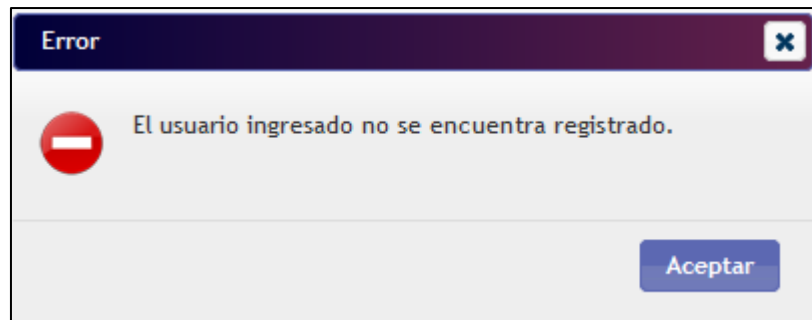 Error
El usuario ingresado no se encuentra registrado.
Aceptar